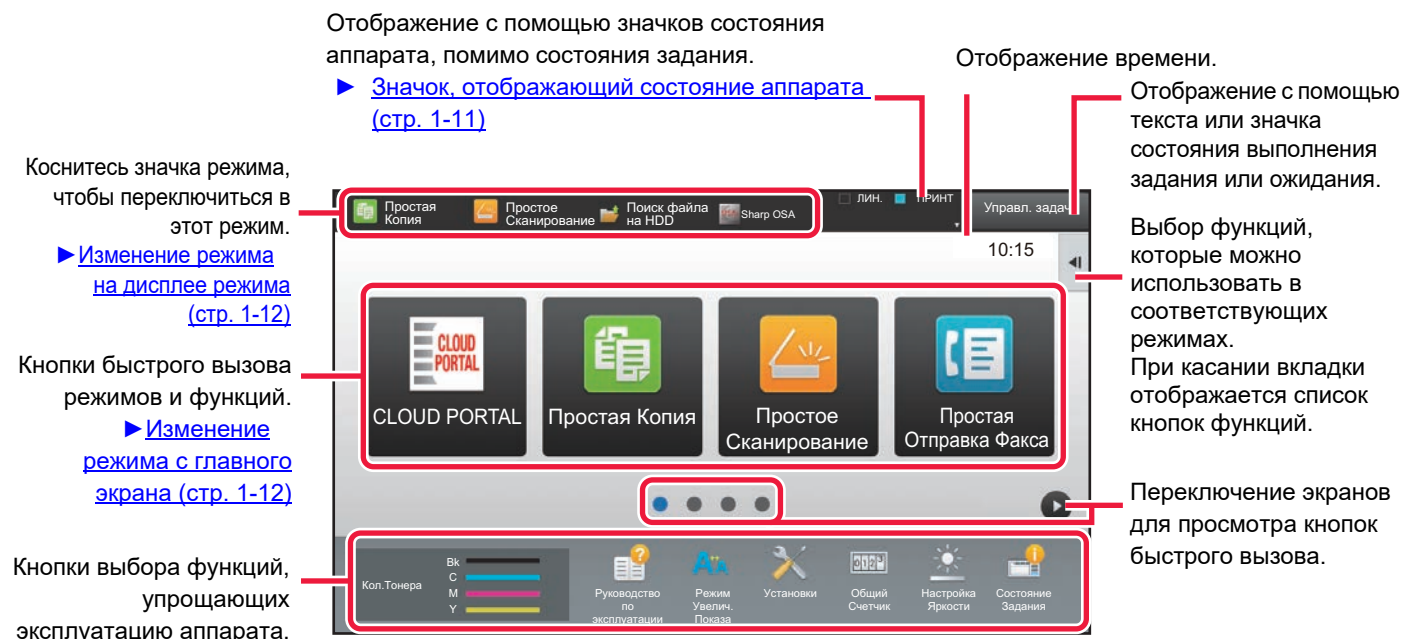 Отображение с помощью значков состояния
аппарата, помимо состояния задания.
► Значок, отображающий состояние аппарата
(стр. 1-11)
Отображение времени.
Отображение с помощью
текста или значка
состояния выполнения
задания или ожидания.
Коснитесь значка режима,
чтобы переключиться в
этот режим.
►Изменение режима
на дисплее режима
(стр. 1-12)
Кнопки быстрого вызова
режимов и функций.
►Изменение
режима с главного
экрана (стр. 1-12)
Кнопки выбора функций,
упрощающих
эксплуатацию аппарата.
Простая
Копия
Простое
Сканирование
Поиск файла
на HDD
Sharp OSA
ЛИН.
ПРИНТ
Управл. задач
10:15
CLOUD
PORTAL
CLOUD PORTAL
Простая Копия
Простое
Сканирование
Простая
Отправка Факса
Выбор функций,
которые можно
использовать в
соответствующих
режимах.
При касании вкладки
отображается список
кнопок функций.
Переключение экранов
для просмотра кнопок
быстрого вызова.
Кол.Тонера
Bk
C
M
Y
Руководство
по
эксплуатации
Режим
Увелич.
Показа
Установки
Общий
Счетчик
Настройка
Яркости
Состояние
Задания